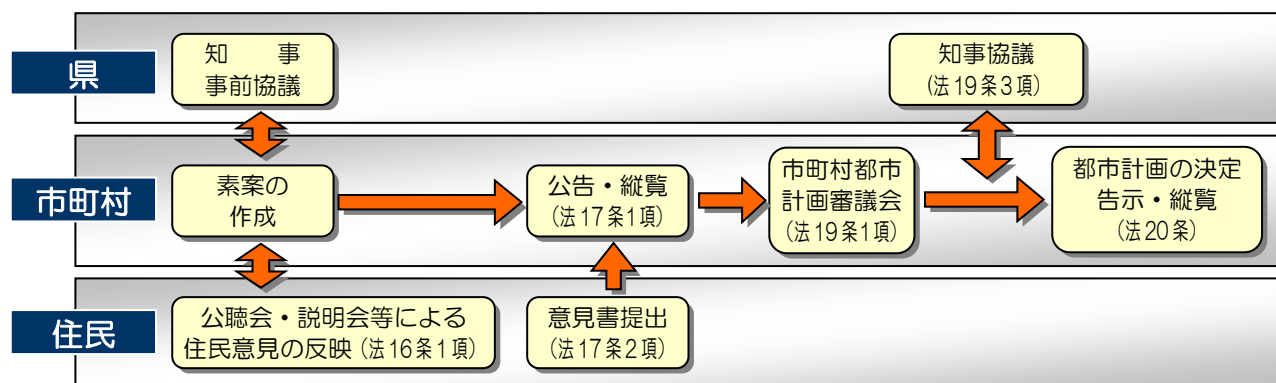 県
知　事
事前協議
知事協議
(法19条3項)
市町村
素案の
作成
公告・縦覧
(法17条1項)
市町村都市
計画審議会
(法19条1項)
都市計画の決定
告示・縦覧
(法20条)
住民
公聴会・説明会等による
住民意見の反映(法16条1項)
意見書提出
(法17条2項)